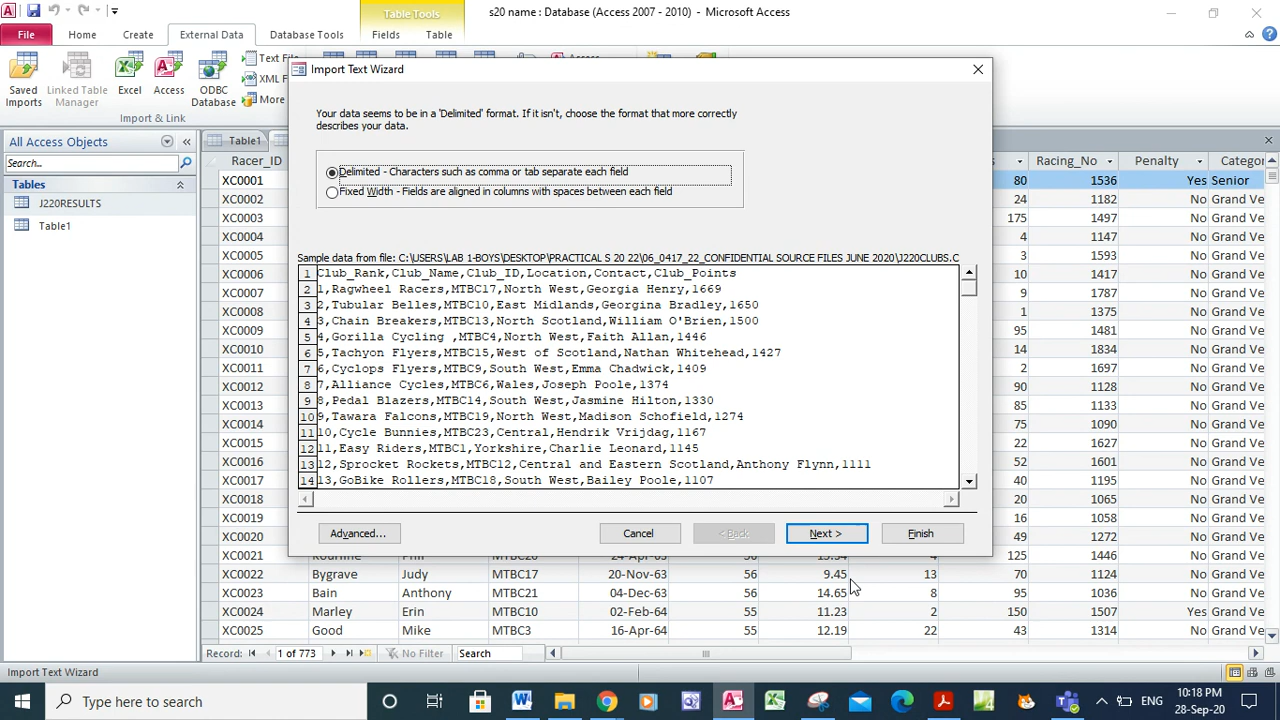 s20 name : Database (Access 2007 - 2010) - Microsoft Access
Table Tools
File Home Create External Data Database Tools Fields Table
Saved Imports
Linked Table Manager
Excel
Access
ODBC Database
Text File
XML F
More
Access
Import & Link
All Access Objects
Search...
Tables
J220RESULTS
Table1
Table1
Racer_ID
s Racing_No Penalty Catego
XC0001 80 1536 Yes Senior
XC0002 24 1182 No Grand Ve
XC0003 175 1497 No Grand Ve
XC0004 4 1147 No Grand Ve
XC0006 10 1406 No Grand Ve
XC0007 9 1787 No Grand Ve
XC0008 1 1375 No Grand Ve
XC0009 95 1481 No Grand Ve
XC0010 14 1834 No Grand Ve
XC0011 2 1068 No Grand Ve
XC0012 90 1128 No Grand Ve
XC0013 85 1133 No Grand Ve
XC0014 67 1438 No Grand Ve
XC0015 22 1627 No Grand Ve
XC0016 52 1601 No Grand Ve
XC0017 7 1698 No Grand Ve
XC0018 20 1065 No Grand Ve
XC0019 16 1058 No Grand Ve
XC0020 49 1272 No Grand Ve
XC0021 125 1446 No Grand Ve
XC0022 Bygrave Judy MTBC17 20-Nov-63 56 9.45 13 70 1124 No Grand Ve
XC0023 Bain Anthony MTBC21 04-Dec-63 56 14.65 8 95 1036 No Grand Ve
XC0024 Marley Erin MTBC10 02-Feb-64 55 11.23 2 150 1507 Yes Grand Ve
XC0025 Good Mike MTBC3 16-Apr-64 55 12.19 22 43 1314 No Grand Ve
Import Text Wizard
Your data seems to be in a 'Delimited' format. If it isn't, choose the format that more correctly
describes your data.
Delimited - Characters such as comma or tab separate each field
Fixed Width - Fields are aligned in columns with spaces between each field
Sample data from file: C:\USERS\LAB 1-BOYS\DESKTOP\PRACTICAL S 20 22\06_0417_22_CONFIDENTIAL SOURCE FILES JUNE 2020\J220CLUBS.C
1 Club_Rank,Club_Name,Club_ID,Location,Contact,Club_Points
2 1,Ragwheel Racers,MTBC17,North West,Georgia Henry,1669
3 2,Tubular Belles,MTBC10,East Midlands,Georgina Bradley,1650
4 3,Chain Breakers,MTBC13,North Scotland,William O'Brien,1500
5 4,Gorilla Cycling ,MTBC4,North West,Faith Allan,1446
6 5,Tachyon Flyers,MTBC15,West of Scotland,Nathan Whitehead,1427
7 6,Cyclops Flyers,MTBC9,South West,Emma Chadwick,1409
8 7,Alliance Cycles,MTBC6,Wales,Joseph Poole,1374
9 8,Pedal Blazers,MTBC14,South West,Jasmine Hilton,1330
10 9,Tawara Falcons,MTBC19,North West,Madison Schofield,1274
11 10,Cycle Bunnies,MTBC23,Central,Hendrik Vrijdag,1167
12 11,Easy Riders,MTBC1,Yorkshire,Charlie Leonard,1145
13 12,Sprocket Rockets,MTBC12,Central and Eastern Scotland,Anthony Flynn,1111
14 13,GoBike Rollers,MTBC18,South West,Bailey Poole,1107
Advanced... Cancel < Back Next > Finish
Record: 1 of 773 No Filter Search
Import Text Wizard
Type here to search
ENG
10:18 PM
28-Sep-20